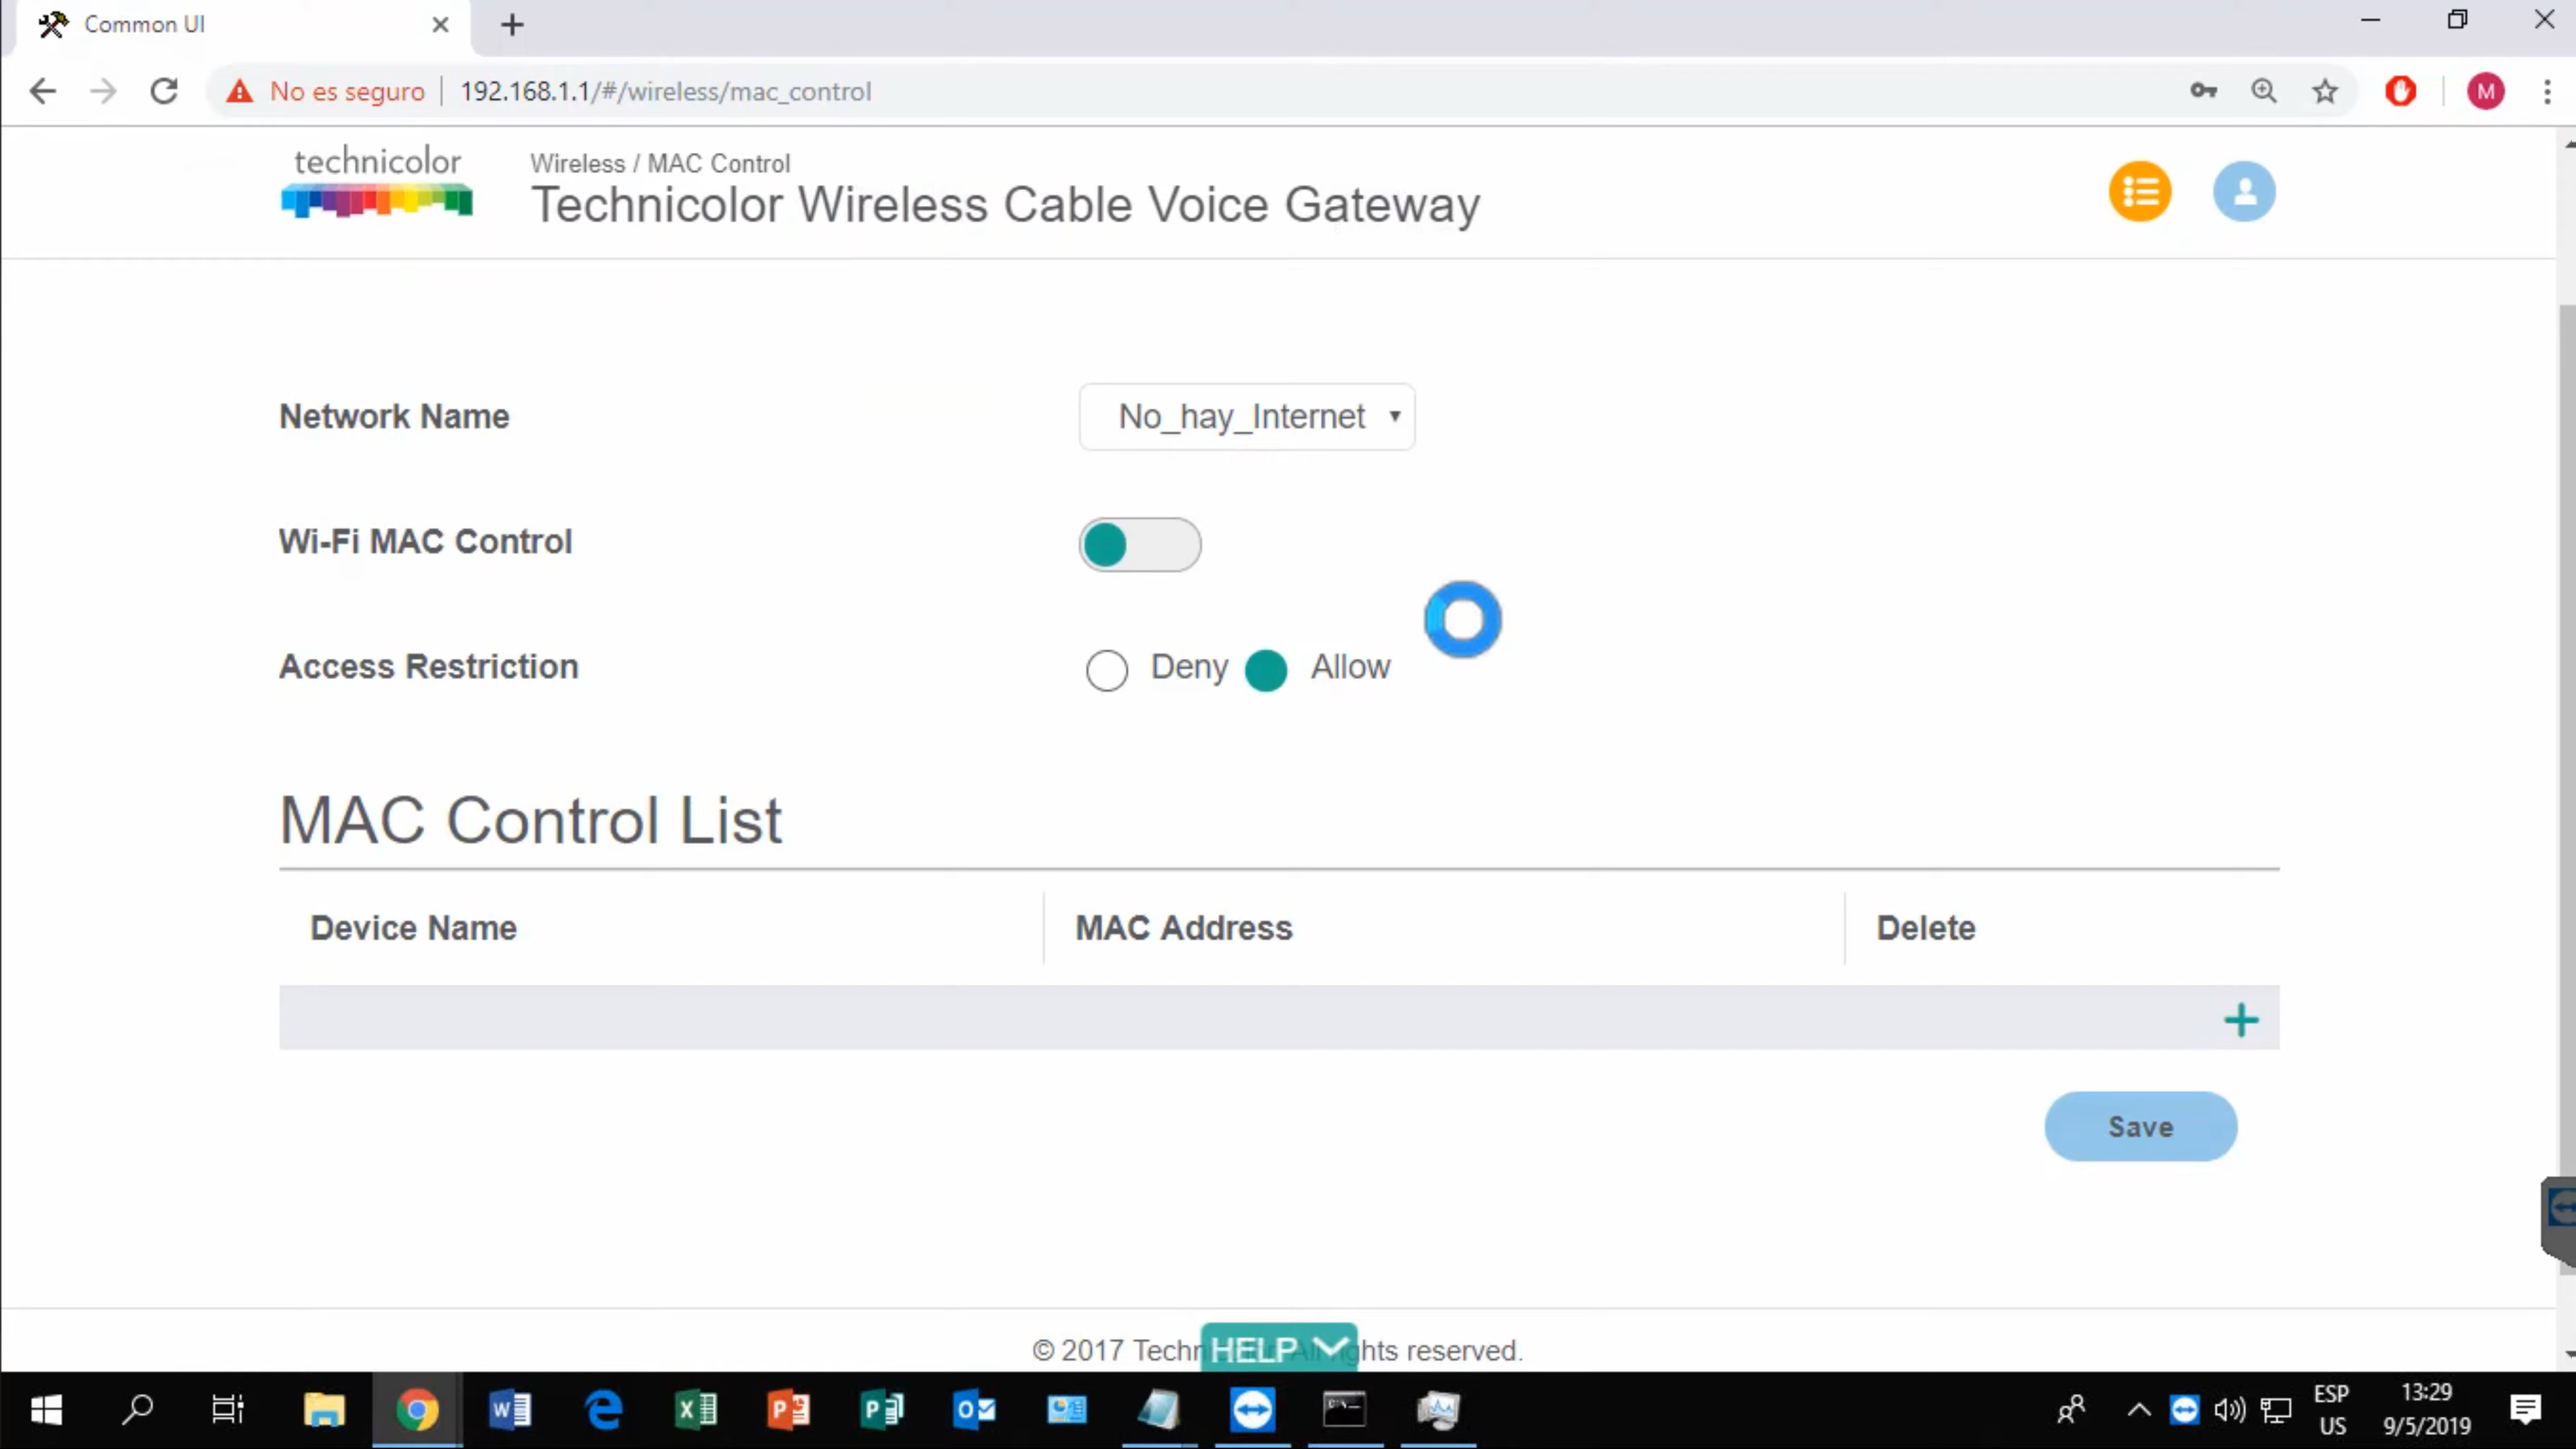 Common UI
No es seguro
192.168.1.1/#/wireless/mac_control
M
technicolor
Wireless / MAC Control
Technicolor Wireless Cable Voice Gateway
Network Name
No_hay_Internet
Wi-Fi MAC Control
Access Restriction
Deny
Allow
MAC Control List
Device Name
MAC Address
Delete
Save
© 2017 Techn
HELP
hts reserved.
ESP
US
13:29
9/5/2019